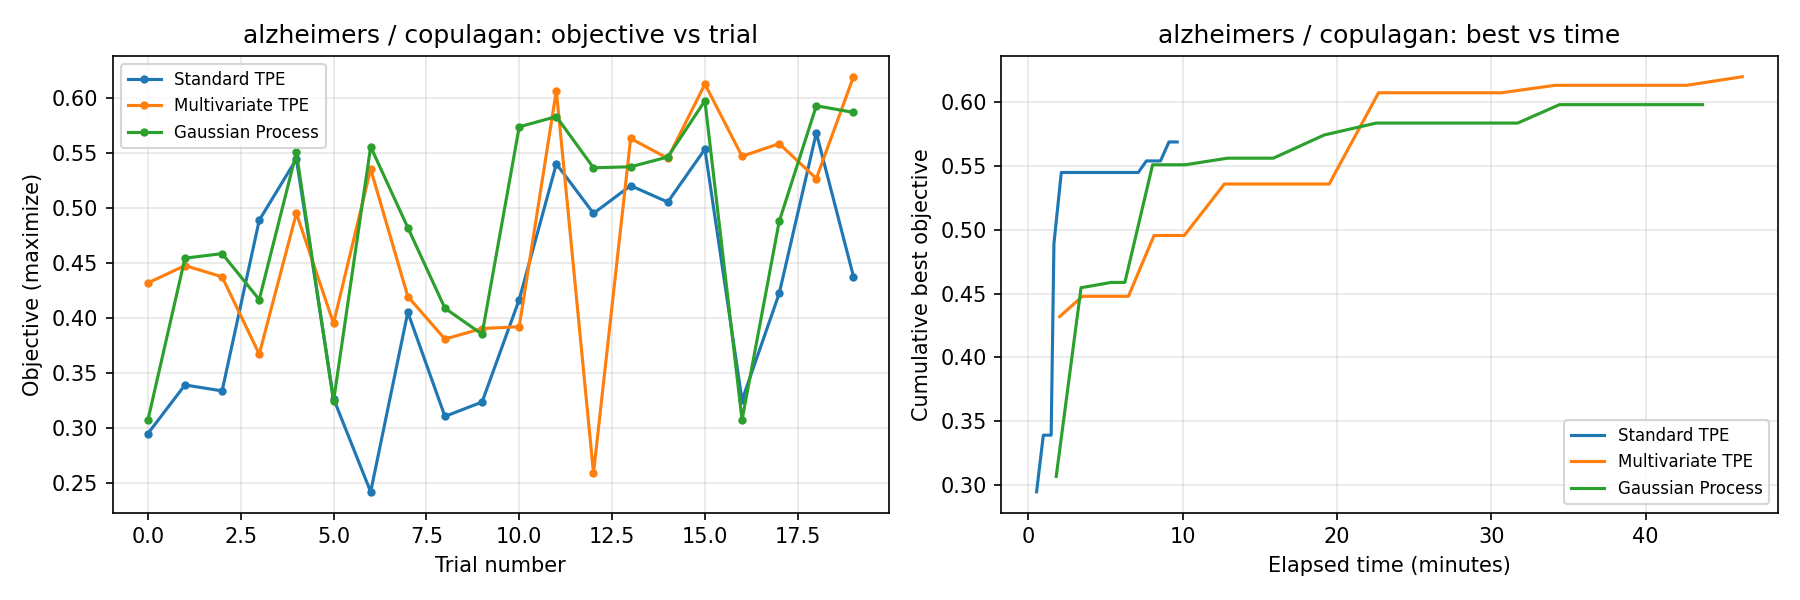 alzheimers / copulagan: objective vs trial
Objective (maximize)
0.60
0.55
0.50
0.45
0.40
0.35
0.30
0.25
Standard TPE
Multivariate TPE
Gaussian Process
0.0 2.5 5.0 7.5 10.0 12.5 15.0 17.5
Trial number
alzheimers / copulagan: best vs time
Cumulative best objective
0.60
0.55
0.50
0.45
0.40
0.35
0.30
Standard TPE
Multivariate TPE
Gaussian Process
0 10 20 30 40
Elapsed time (minutes)